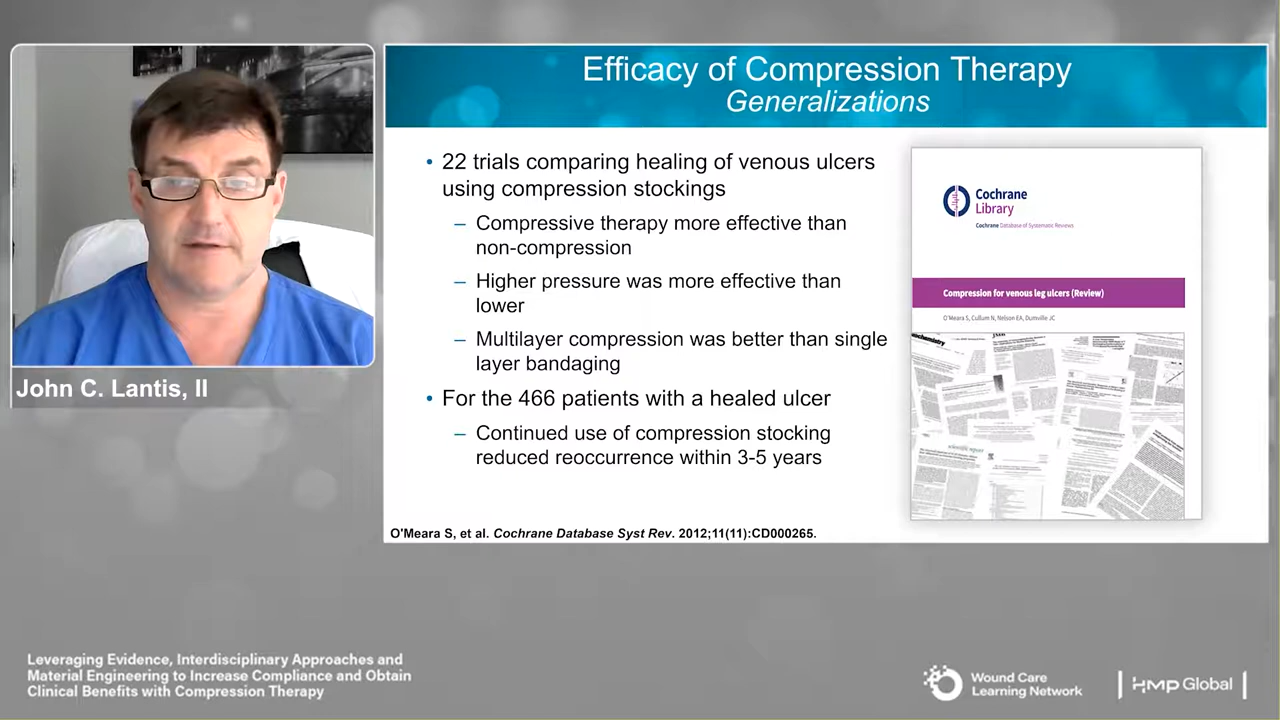 Efficacy of Compression Therapy
Generalizations
• 22 trials comparing healing of venous ulcers
using compression stockings
– Compressive therapy more effective than
non-compression
– Higher pressure was more effective than
lower
– Multilayer compression was better than single
layer bandaging
• For the 466 patients with a healed ulcer
– Continued use of compression stocking
reduced reoccurrence within 3-5 years
O'Meara S, et al. Cochrane Database Syst Rev. 2012;11(11):CD000265.
Cochrane
Library
Cochrane Database of Systematic Reviews
Compression for venous leg ulcers (Review)
O'Meara S, Cullum N, Nelson EA, Dumville JC
John C. Lantis, II
Leveraging Evidence, Interdisciplinary Approaches and
Material Engineering to Increase Compliance and Obtain
Clinical Benefits with Compression Therapy
Wound Care
Learning Network
HMP Global